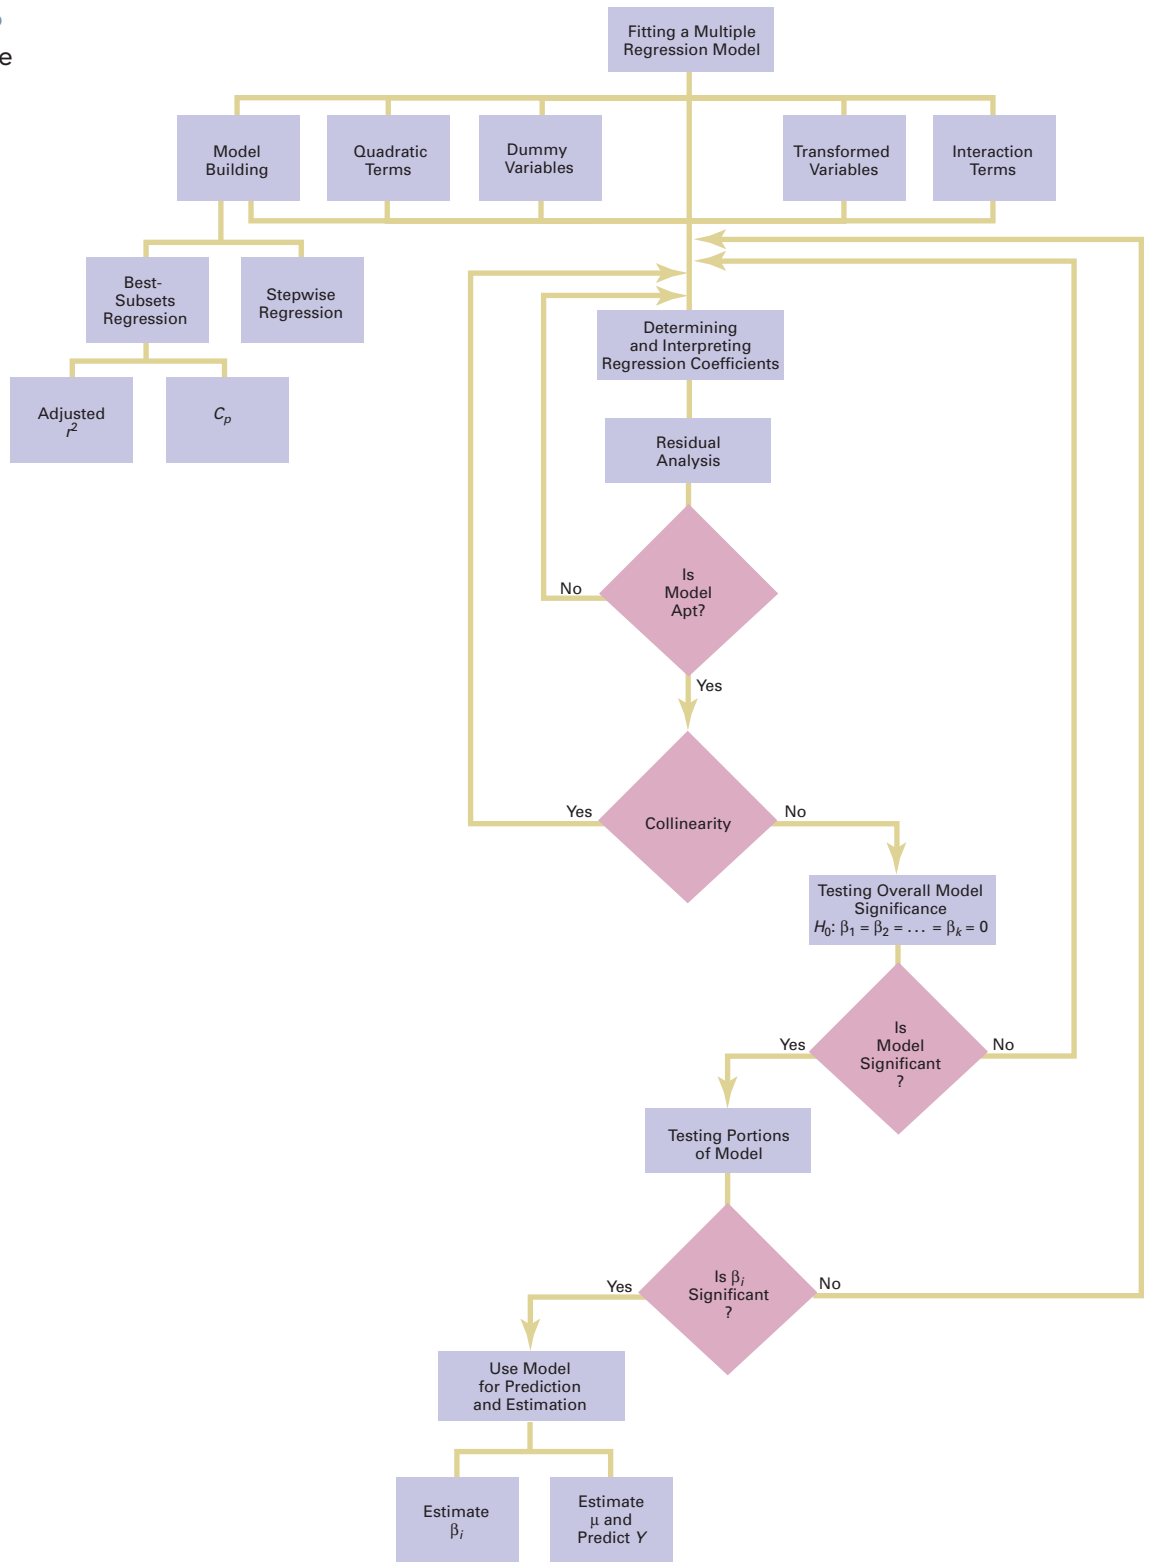 Fitting a Multiple
Regression Model
Model
Building
Quadratic
Terms
Dummy
Variables
Transformed
Variables
Interaction
Terms
Best-
Subsets
Regression
Stepwise
Regression
Adjusted
r²
Cₚ
Determining
and Interpreting
Regression Coefficients
Residual
Analysis
Is
Model
Apt?
No
Yes
Collinearity
Yes
No
Testing Overall Model
Significance
H₀: β₁ = β₂ = . . . = βₖ = 0
Is
Model
Significant
?
Yes
No
Testing Portions
of Model
Is βᵢ
Significant
?
Yes
No
Use Model
for Prediction
and Estimation
Estimate
βᵢ
Estimate
μ and
Predict Y